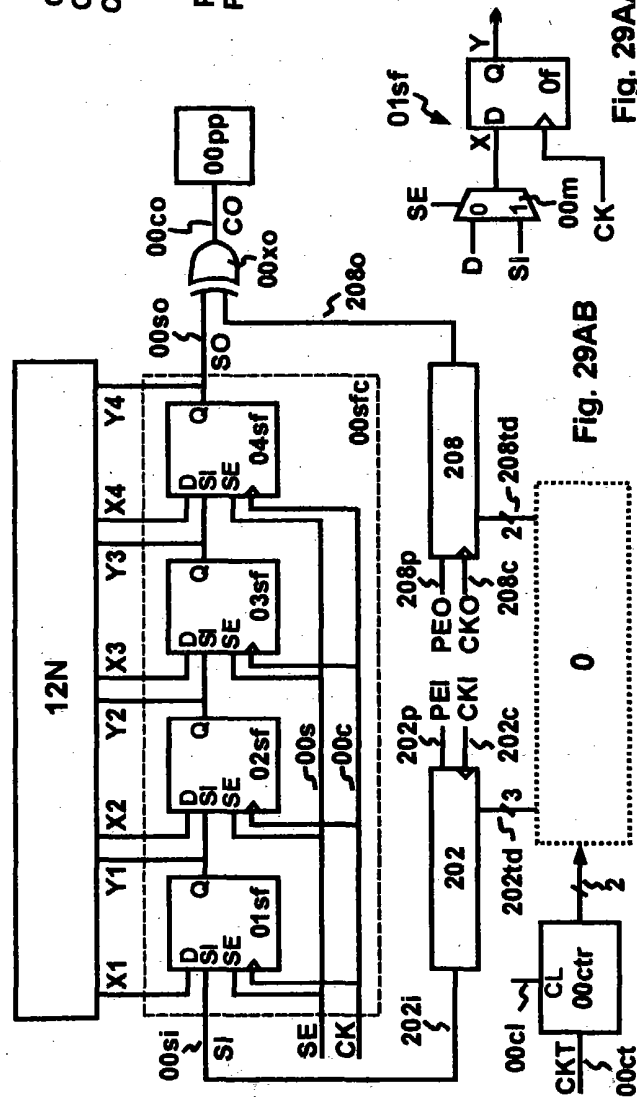 12N
X1
Y1
X2
Y2
X3
Y3
X4
Y4
D
SI
SE
Q
01sf
D
SI
SE
Q
02sf
D
SI
SE
Q
03sf
D
SI
SE
Q
04sf
00sfc
00s
00c
00si
SI
SE
CK
00so
SO
00co
CO
00xo
00pp
202i
202
202p
PEI
CKI
202c
202td
3
208o
208
208p
PEO
CKO
208c
2
208td
0
2
00cl
CL
00ctr
CKT
00ct
Fig. 29AB
01sf
SE
D
SI
0
1
00m
X
D
Q
Y
0f
CK
Fig. 29AA